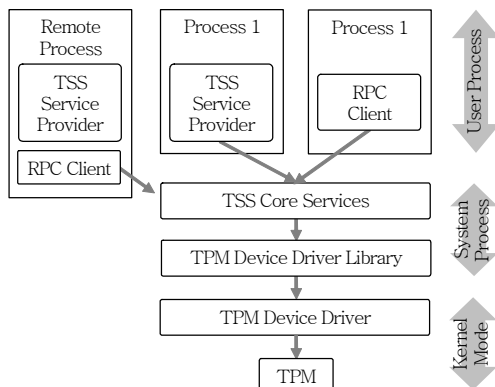 Remote
Process
TSS
Service
Provider
RPC Client
Process 1
TSS
Service
Provider
Process 1
RPC
Client
User Process
TSS Core Services
TPM Device Driver Library
System
Process
TPM Device Driver
TPM
Kernel
Mode